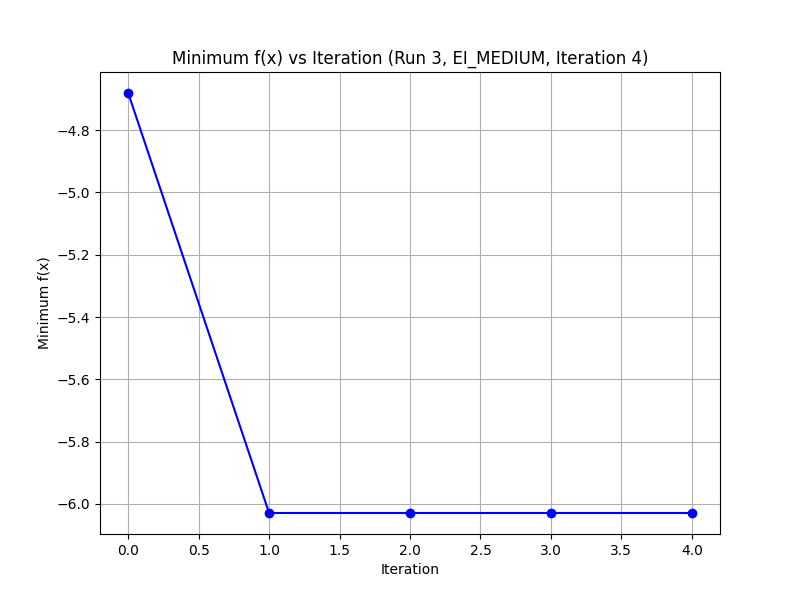 Minimum f(x) vs Iteration (Run 3, EI_MEDIUM, Iteration 4)
Minimum f(x)
−4.8
−5.0
−5.2
−5.4
−5.6
−5.8
−6.0
0.0 0.5 1.0 1.5 2.0 2.5 3.0 3.5 4.0
Iteration